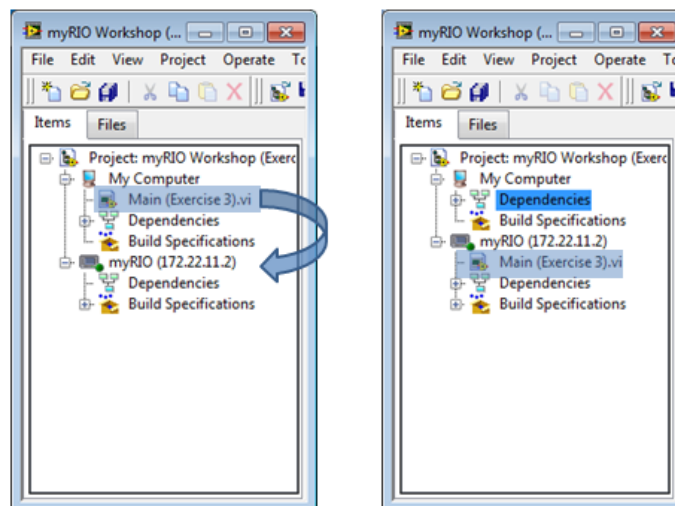 myRIO Workshop (...
File Edit View Project Operate Tc
Items Files
Project: myRIO Workshop (Exerc
My Computer
Main (Exercise 3).vi
Dependencies
Build Specifications
myRIO (172.22.11.2)
Dependencies
Build Specifications
myRIO Workshop (...
File Edit View Project Operate To
Items Files
Project: myRIO Workshop (Exerc
My Computer
Dependencies
Build Specifications
myRIO (172.22.11.2)
Main (Exercise 3).vi
Dependencies
Build Specifications